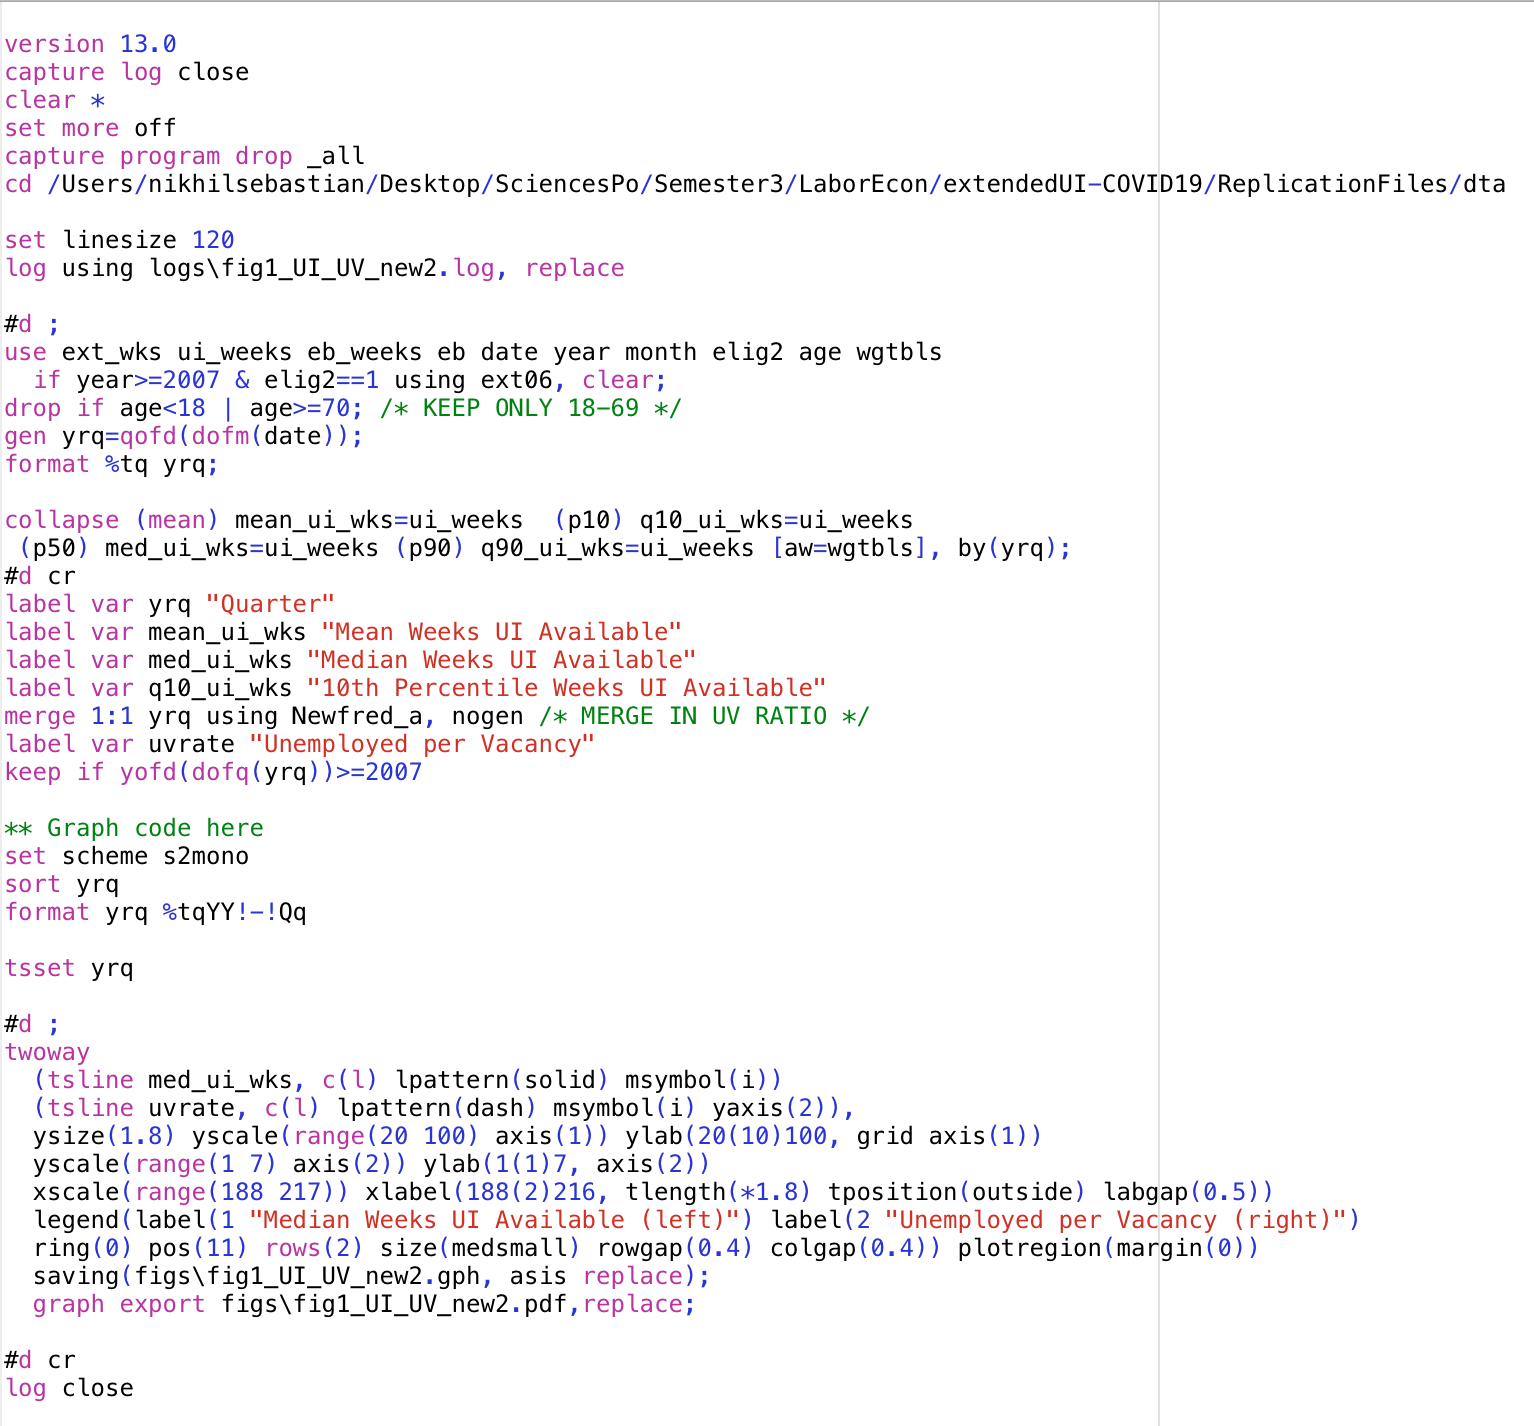 version 13.0
capture log close
clear *
set more off
capture program drop _all
cd /Users/nikhilsebastian/Desktop/SciencesPo/Semester3/LaborEcon/extendedUI-COVID19/ReplicationFiles/dta
set linesize 120
log using logs\fig1_UI_UV_new2.log, replace
#d ;
use ext_wks ui_weeks eb_weeks eb date year month elig2 age wgtbls
  if year>=2007 & elig2==1 using ext06, clear;
drop if age<18 | age>=70; /* KEEP ONLY 18-69 */
gen yrq=qofd(dofm(date));
format %tq yrq;
collapse (mean) mean_ui_wks=ui_weeks  (p10) q10_ui_wks=ui_weeks
 (p50) med_ui_wks=ui_weeks (p90) q90_ui_wks=ui_weeks [aw=wgtbls], by(yrq);
#d cr
label var yrq "Quarter"
label var mean_ui_wks "Mean Weeks UI Available"
label var med_ui_wks "Median Weeks UI Available"
label var q10_ui_wks "10th Percentile Weeks UI Available"
merge 1:1 yrq using Newfred_a, nogen /* MERGE IN UV RATIO */
label var uvrate "Unemployed per Vacancy"
keep if yofd(dofq(yrq))>=2007
** Graph code here
set scheme s2mono
sort yrq
format yrq %tqYY!-!Qq
tsset yrq
#d ;
twoway
  (tsline med_ui_wks, c(l) lpattern(solid) msymbol(i))
  (tsline uvrate, c(l) lpattern(dash) msymbol(i) yaxis(2)),
  ysize(1.8) yscale(range(20 100) axis(1)) ylab(20(10)100, grid axis(1))
  yscale(range(1 7) axis(2)) ylab(1(1)7, axis(2))
  xscale(range(188 217)) xlabel(188(2)216, tlength(*1.8) tposition(outside) labgap(0.5))
  legend(label(1 "Median Weeks UI Available (left)") label(2 "Unemployed per Vacancy (right)")
  ring(0) pos(11) rows(2) size(medsmall) rowgap(0.4) colgap(0.4)) plotregion(margin(0))
  saving(figs\fig1_UI_UV_new2.gph, asis replace);
  graph export figs\fig1_UI_UV_new2.pdf,replace;
#d cr
log close